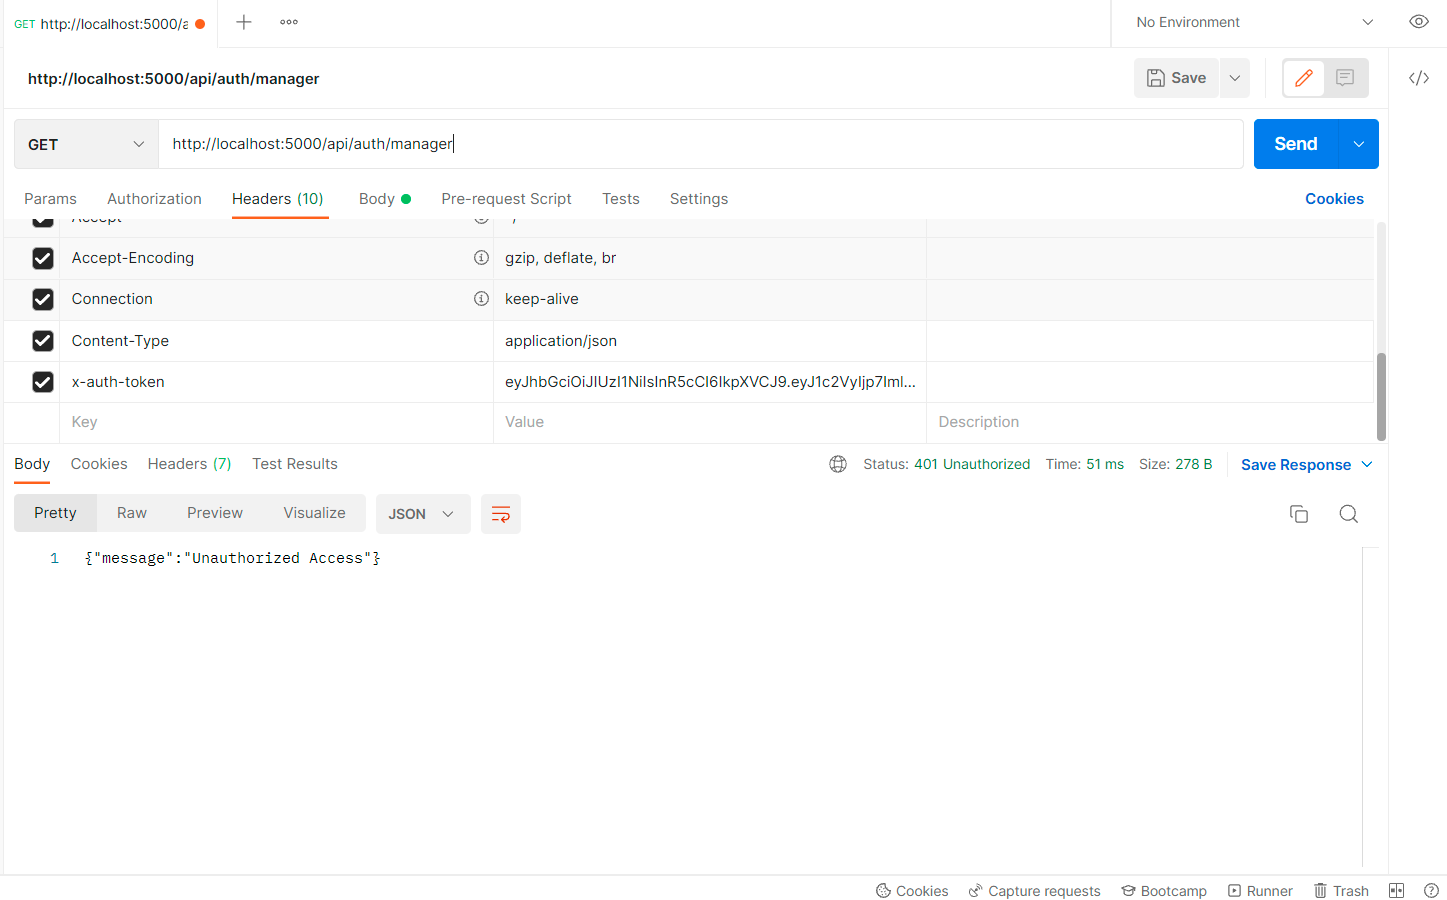 GET http://localhost:5000/a
No Environment
http://localhost:5000/api/auth/manager
Save
GET
http://localhost:5000/api/auth/manager
Send
Params Authorization Headers (10) Body Pre-request Script Tests Settings Cookies
Accept */*
Accept-Encoding gzip, deflate, br
Connection keep-alive
Content-Type application/json
x-auth-token eyJhbGciOiJIUzI1NiIsInR5cCI6IkpXVCJ9.eyJ1c2VyIjp7Iml...
Key Value Description
Body Cookies Headers (7) Test Results Status: 401 Unauthorized Time: 51 ms Size: 278 B Save Response
Pretty Raw Preview Visualize JSON
1 {"message":"Unauthorized Access"}
Cookies Capture requests Bootcamp Runner Trash